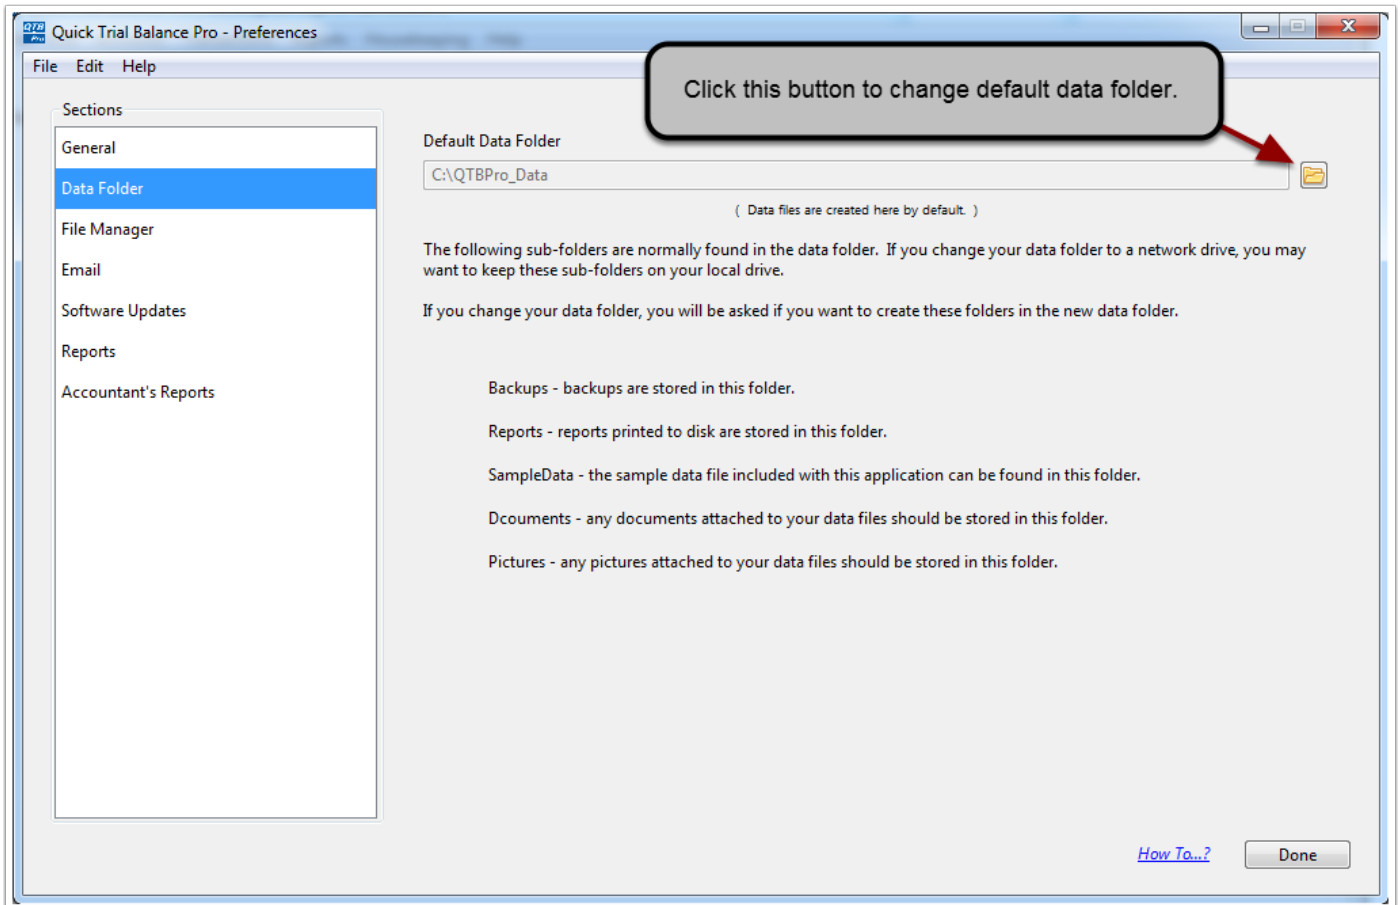 QTB Pro
Quick Trial Balance Pro - Preferences
File Edit Help
Click this button to change default data folder.
Sections
General
Data Folder
File Manager
Email
Software Updates
Reports
Accountant's Reports
Default Data Folder
C:\QTBPro_Data
( Data files are created here by default. )
The following sub-folders are normally found in the data folder. If you change your data folder to a network drive, you may
want to keep these sub-folders on your local drive.
If you change your data folder, you will be asked if you want to create these folders in the new data folder.
Backups - backups are stored in this folder.
Reports - reports printed to disk are stored in this folder.
SampleData - the sample data file included with this application can be found in this folder.
Dcouments - any documents attached to your data files should be stored in this folder.
Pictures - any pictures attached to your data files should be stored in this folder.
How To...?
Done